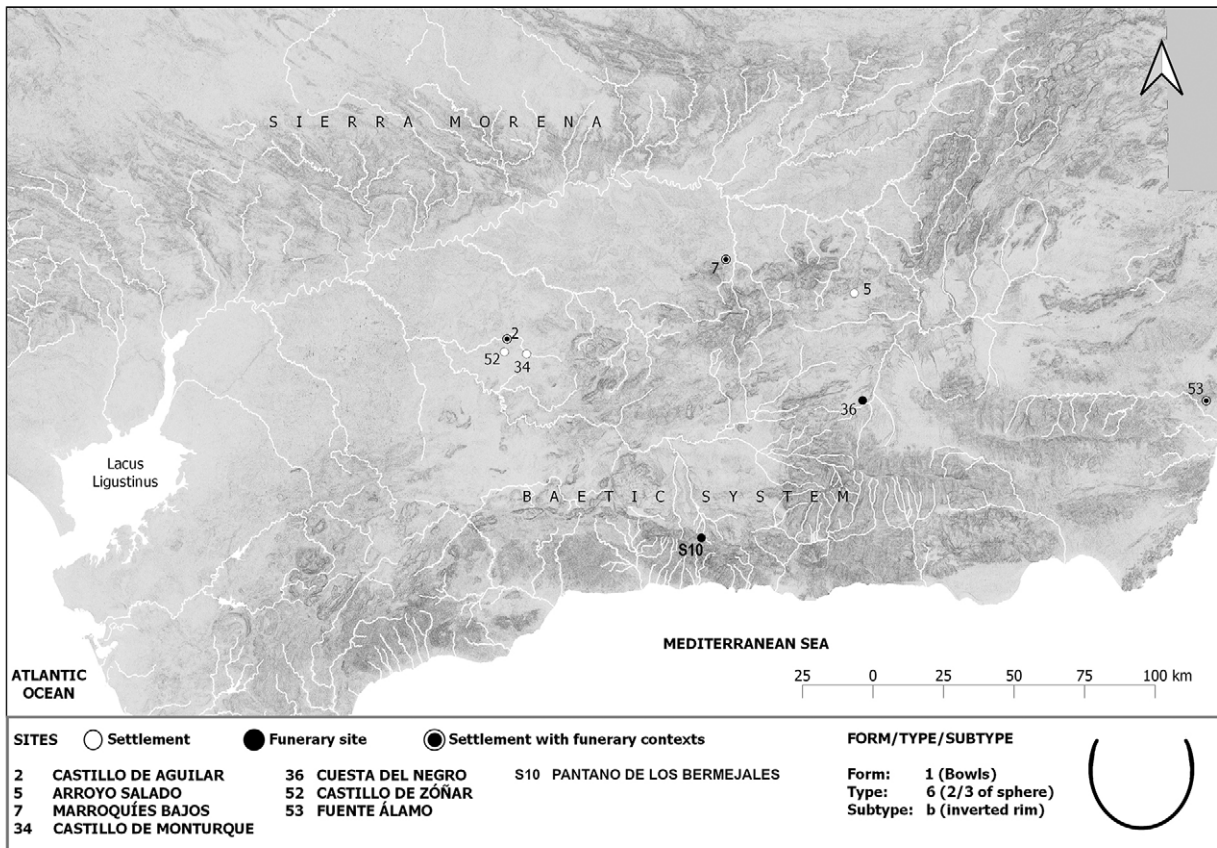 SIERRA MORENA
7
5
2
52
34
36
53
Lacus
Ligustinus
BAETIC SYSTEM
S10
MEDITERRANEAN SEA
ATLANTIC
OCEAN
25 0 25 50 75 100 km
SITES Settlement Funerary site Settlement with funerary contexts
2 CASTILLO DE AGUILAR
5 ARROYO SALADO
7 MARROQUÍES BAJOS
34 CASTILLO DE MONTURQUE
36 CUESTA DEL NEGRO
52 CASTILLO DE ZÓÑAR
53 FUENTE ÁLAMO
S10 PANTANO DE LOS BERMEJALES
FORM/TYPE/SUBTYPE
Form: 1 (Bowls)
Type: 6 (2/3 of sphere)
Subtype: b (inverted rim)